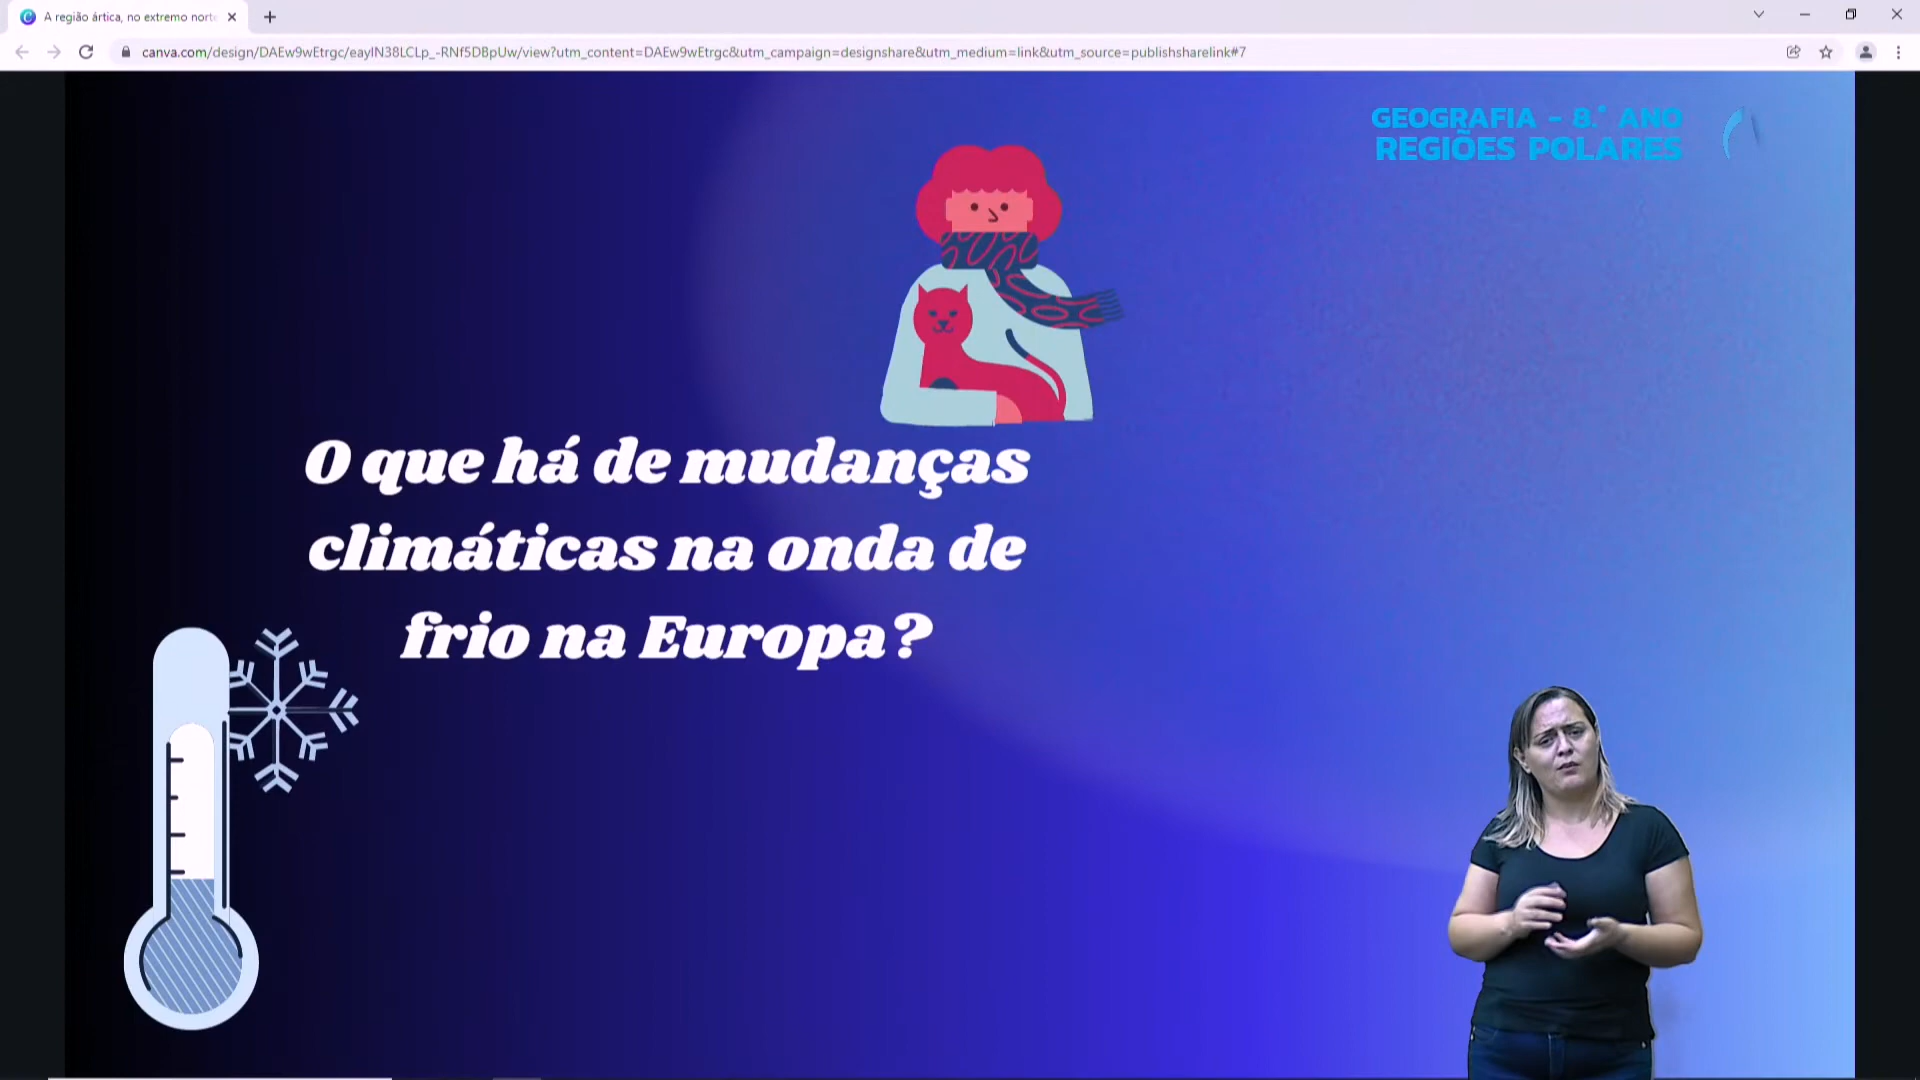 A região ártica, no extremo nort
canva.com/design/DAEw9wEtrgc/eaylN38LCLp_-RNf5DBpUw/view?utm_content=DAEw9wEtrgc&utm_campaign=designshare&utm_medium=link&utm_source=publishsharelink#7
GEOGRAFIA - 8.° ANO
REGIÕES POLARES
O que há de mudanças
climáticas na onda de
frio na Europa?